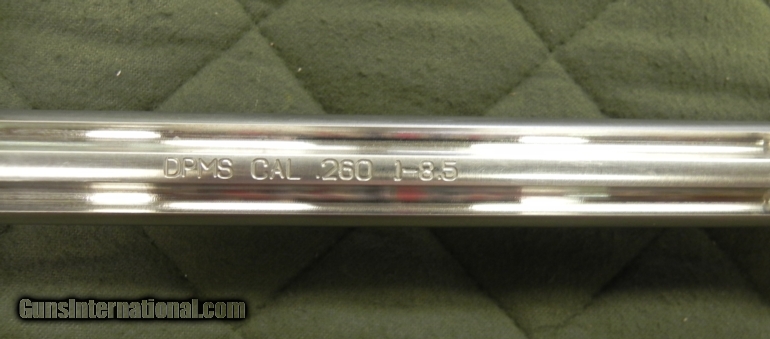 DPMS CAL .260 1-8.5
GunsInternational.com